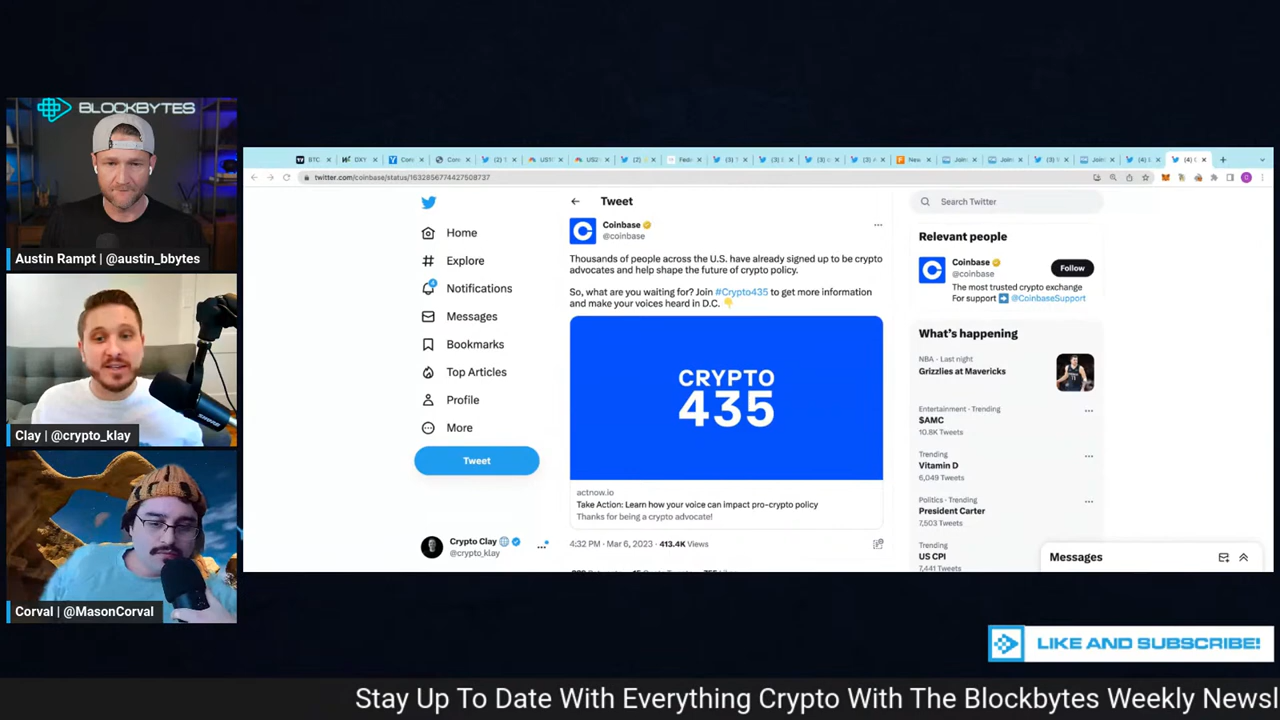 BLOCKBYTES
Austin Rampt | @austin_bbytes
Clay | @crypto_klay
Corval | @MasonCorval
BTC
DXY
twitter.com/coinbase/status/1632856774427508737
Home
Explore
Notifications
Messages
Bookmarks
Top Articles
Profile
More
Tweet
Crypto Clay
@crypto_klay
Tweet
Coinbase
@coinbase
Thousands of people across the U.S. have already signed up to be crypto
advocates and help shape the future of crypto policy.
So, what are you waiting for? Join #Crypto435 to get more information
and make your voices heard in D.C.
CRYPTO
435
actnow.io
Take Action: Learn how your voice can impact pro-crypto policy
Thanks for being a crypto advocate!
4:32 PM · Mar 6, 2023 · 413.4K Views
Search Twitter
Relevant people
Coinbase
@coinbase
Follow
The most trusted crypto exchange
For support @CoinbaseSupport
What's happening
NBA · Last night
Grizzlies at Mavericks
Entertainment · Trending
$AMC
10.8K Tweets
Trending
Vitamin D
6,049 Tweets
Politics · Trending
President Carter
7,503 Tweets
Trending
US CPI
7,441 Tweets
Messages
LIKE AND SUBSCRIBE!
Stay Up To Date With Everything Crypto With The Blockbytes Weekly Newsl